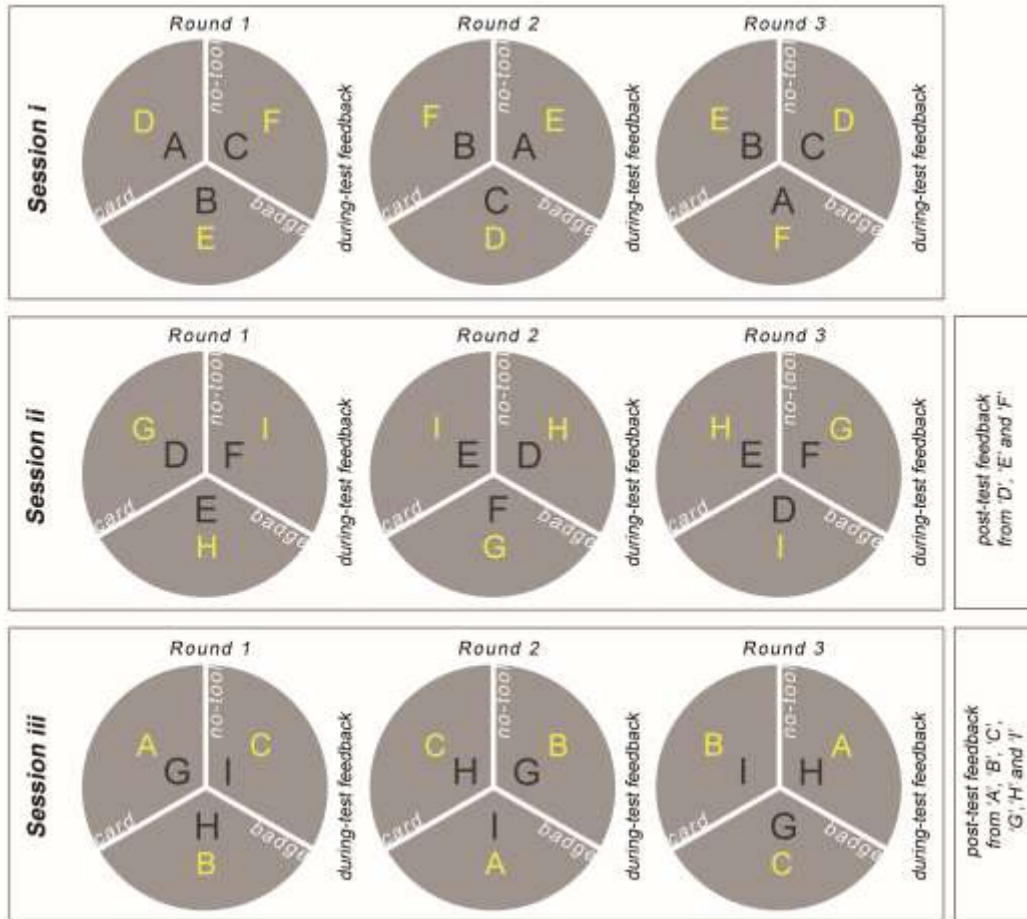 Session i
Round 1
no-tool
D
F
A
C
B
E
card
badge
during-test feedback
Round 2
no-tool
F
E
B
A
C
D
card
badge
during-test feedback
Round 3
no-tool
E
D
B
C
A
F
card
badge
during-test feedback
Session ii
Round 1
no-tool
G
I
D
F
E
H
card
badge
during-test feedback
Round 2
no-tool
I
H
E
D
F
G
card
badge
during-test feedback
Round 3
no-tool
H
G
E
F
D
I
card
badge
during-test feedback
post-test feedback
from 'D', 'E' and 'F'
Session iii
Round 1
no-tool
A
C
G
I
H
B
card
badge
during-test feedback
Round 2
no-tool
C
B
H
G
I
A
card
badge
during-test feedback
Round 3
no-tool
B
A
I
H
G
C
card
badge
during-test feedback
post-test feedback
from 'A', 'B', 'C',
'G','H' and 'I'